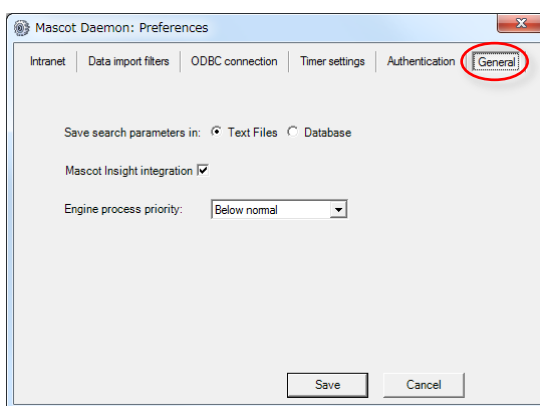 Mascot Daemon: Preferences
Intranet Data import filters ODBC connection Timer settings Authentication General
Save search parameters in: Text Files Database
Mascot Insight integration
Engine process priority: Below normal
Save Cancel